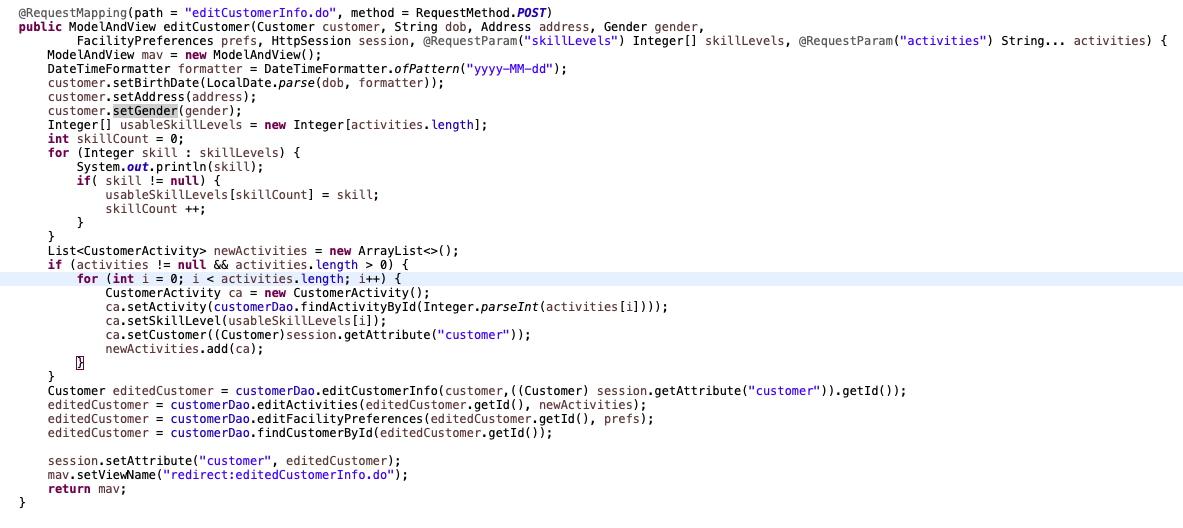 @RequestMapping(path = "editCustomerInfo.do", method = RequestMethod.POST)
public ModelAndView editCustomer(Customer customer, String dob, Address address, Gender gender,
        FacilityPreferences prefs, HttpSession session, @RequestParam("skillLevels") Integer[] skillLevels, @RequestParam("activities") String... activities) {
    ModelAndView mav = new ModelAndView();
    DateTimeFormatter formatter = DateTimeFormatter.ofPattern("yyyy-MM-dd");
    customer.setBirthDate(LocalDate.parse(dob, formatter));
    customer.setAddress(address);
    customer.setGender(gender);
    Integer[] usableSkillLevels = new Integer[activities.length];
    int skillCount = 0;
    for (Integer skill : skillLevels) {
        System.out.println(skill);
        if( skill != null) {
            usableSkillLevels[skillCount] = skill;
            skillCount ++;
        }
    }
    List<CustomerActivity> newActivities = new ArrayList<>();
    if (activities != null && activities.length > 0) {
        for (int i = 0; i < activities.length; i++) {
            CustomerActivity ca = new CustomerActivity();
            ca.setActivity(customerDao.findActivityById(Integer.parseInt(activities[i])));
            ca.setSkillLevel(usableSkillLevels[i]);
            ca.setCustomer((Customer)session.getAttribute("customer"));
            newActivities.add(ca);
        }
    }
    Customer editedCustomer = customerDao.editCustomerInfo(customer,((Customer) session.getAttribute("customer")).getId());
    editedCustomer = customerDao.editActivities(editedCustomer.getId(), newActivities);
    editedCustomer = customerDao.editFacilityPreferences(editedCustomer.getId(), prefs);
    editedCustomer = customerDao.findCustomerById(editedCustomer.getId());

    session.setAttribute("customer", editedCustomer);
    mav.setViewName("redirect:editedCustomerInfo.do");
    return mav;
}